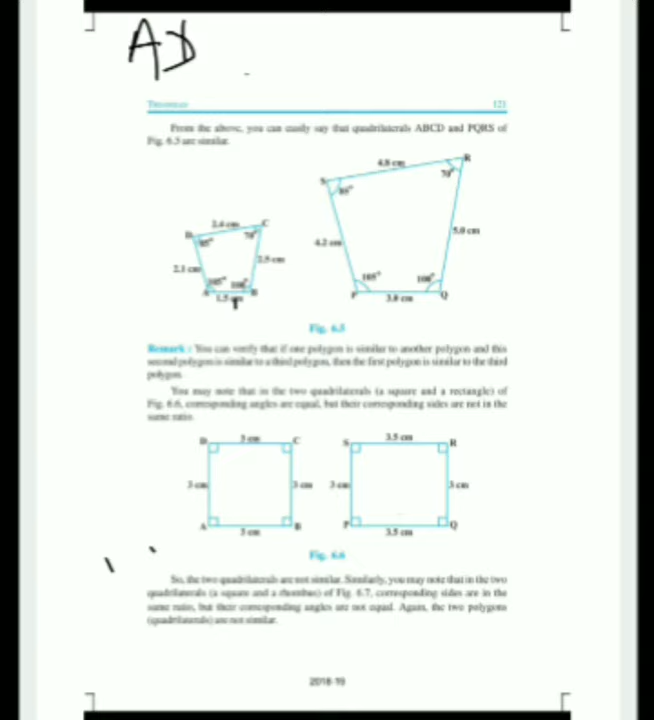 AD
TRIANGLES 121
From the above, you can easily say that quadrilaterals ABCD and PQRS of
Fig. 6.5 are similar.
4.8 cm R
S 70°
85°
2.4 cm C
D 70°
85°
5.0 cm
4.2 cm
2.5 cm
2.1 cm
105° 100°
105° 100°
A B
1.5 cm
P 3.0 cm Q
Fig. 6.5
Remark : You can verify that if one polygon is similar to another polygon and this
second polygon is similar to a third polygon, then the first polygon is similar to the third
polygon.
You may note that in the two quadrilaterals (a square and a rectangle) of
Fig. 6.6, corresponding angles are equal, but their corresponding sides are not in the
same ratio.
D 3 cm C S 3.5 cm R
3 cm 3 cm 3 cm 3 cm
A 3 cm B P 3.5 cm Q
Fig. 6.6
So, the two quadrilaterals are not similar. Similarly, you may note that in the two
quadrilaterals (a square and a rhombus) of Fig. 6.7, corresponding sides are in the
same ratio, but their corresponding angles are not equal. Again, the two polygons
(quadrilaterals) are not similar.
2018-19